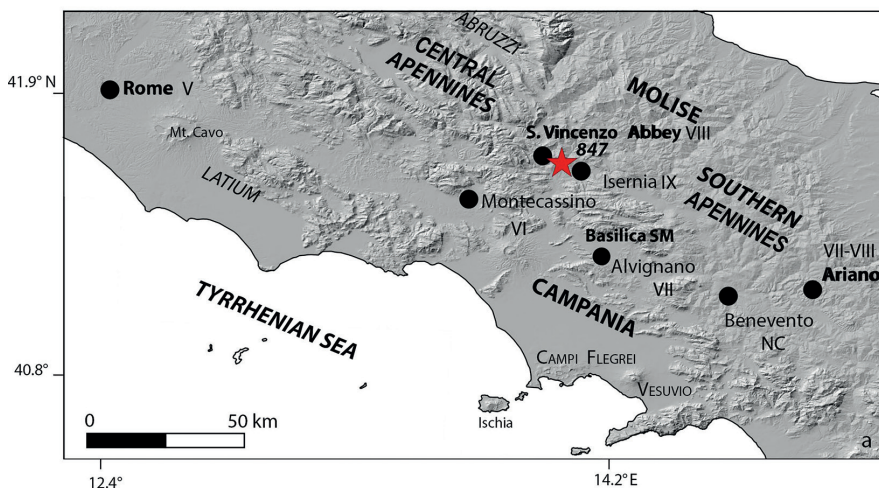 ABRUZZI
CENTRAL
APENNINES
41.9°N
Rome V
MOLISE
Mt. Cavo
S. Vincenzo Abbey VIII
847
Isernia IX
LATIUM
SOUTHERN
APENNINES
Montecassino
VI
Basilica SM
Alvignano
VII
VII-VIII
Ariano
TYRRHENIAN SEA
CAMPANIA
Benevento
NC
CAMPI FLEGREI
40.8°
VESUVIO
0 50 km
Ischia
a
12.4°
14.2°E